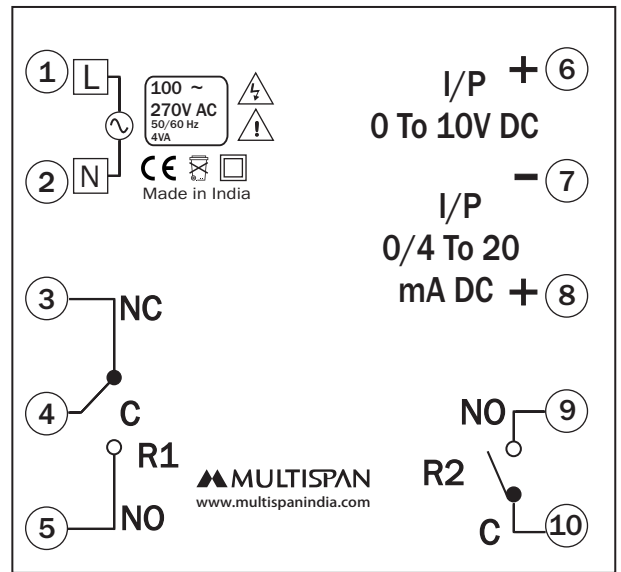 1 L
100 ~
270V AC
50/60 Hz
4VA
2 N
CE
Made in India
I/P + 6
0 To 10V DC
- 7
I/P
0/4 To 20
mA DC + 8
3 NC
4 C
R1
5 NO
MULTISPAN
www.multispanindia.com
NO 9
R2
C 10